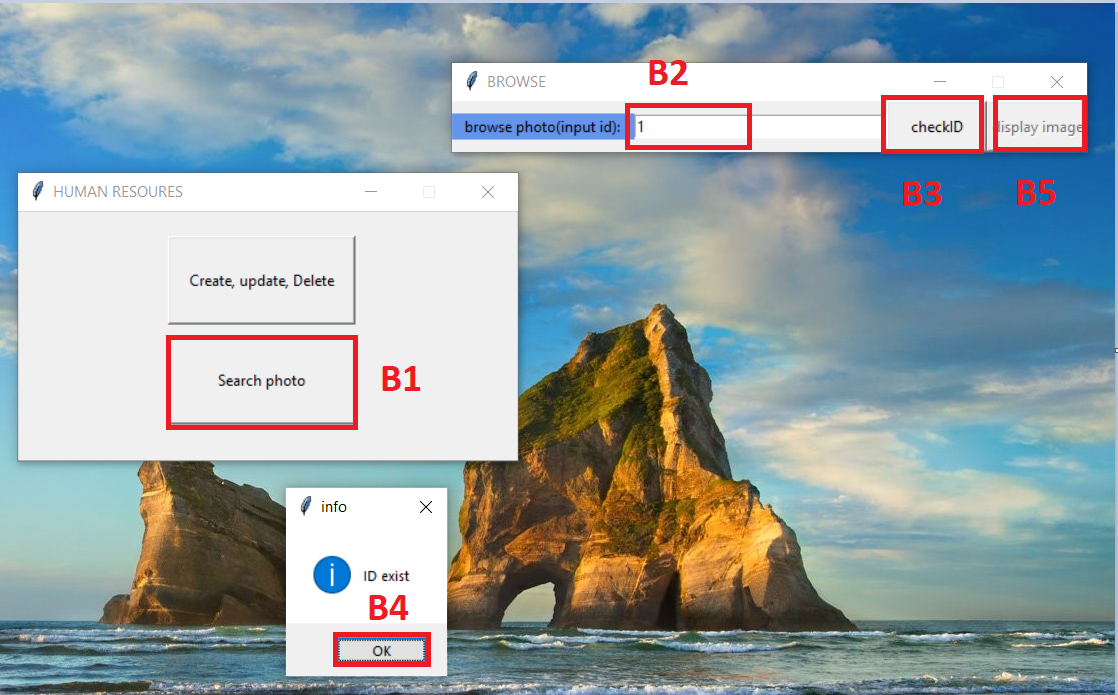 B2
BROWSE
browse photo(input id):
1
checkID
isplay image
B3
B5
HUMAN RESOURES
Create, update, Delete
Search photo
B1
info
ID exist
B4
OK